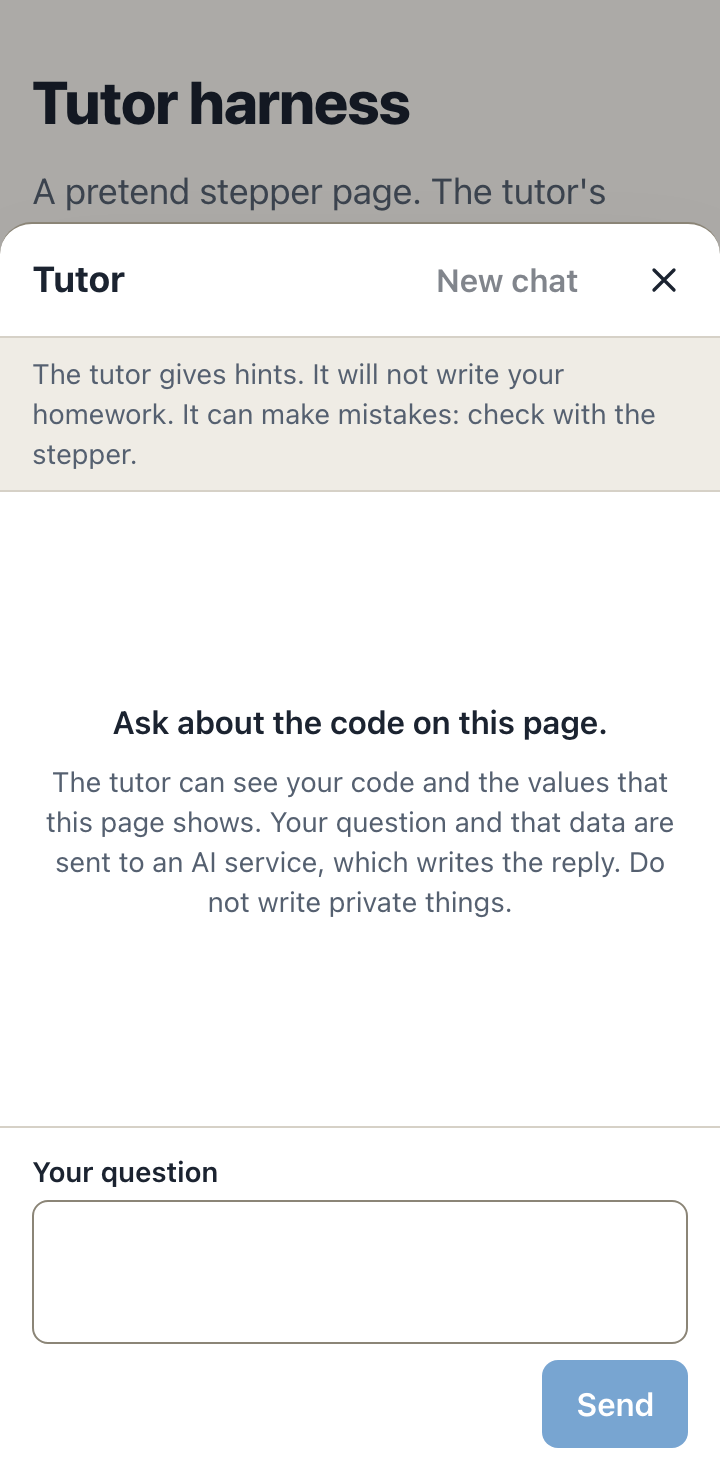 Tutor harness
A pretend stepper page. The tutor's
Tutor
New chat
The tutor gives hints. It will not write your
homework. It can make mistakes: check with the
stepper.
Ask about the code on this page.
The tutor can see your code and the values that
this page shows. Your question and that data are
sent to an AI service, which writes the reply. Do
not write private things.
Your question
Send